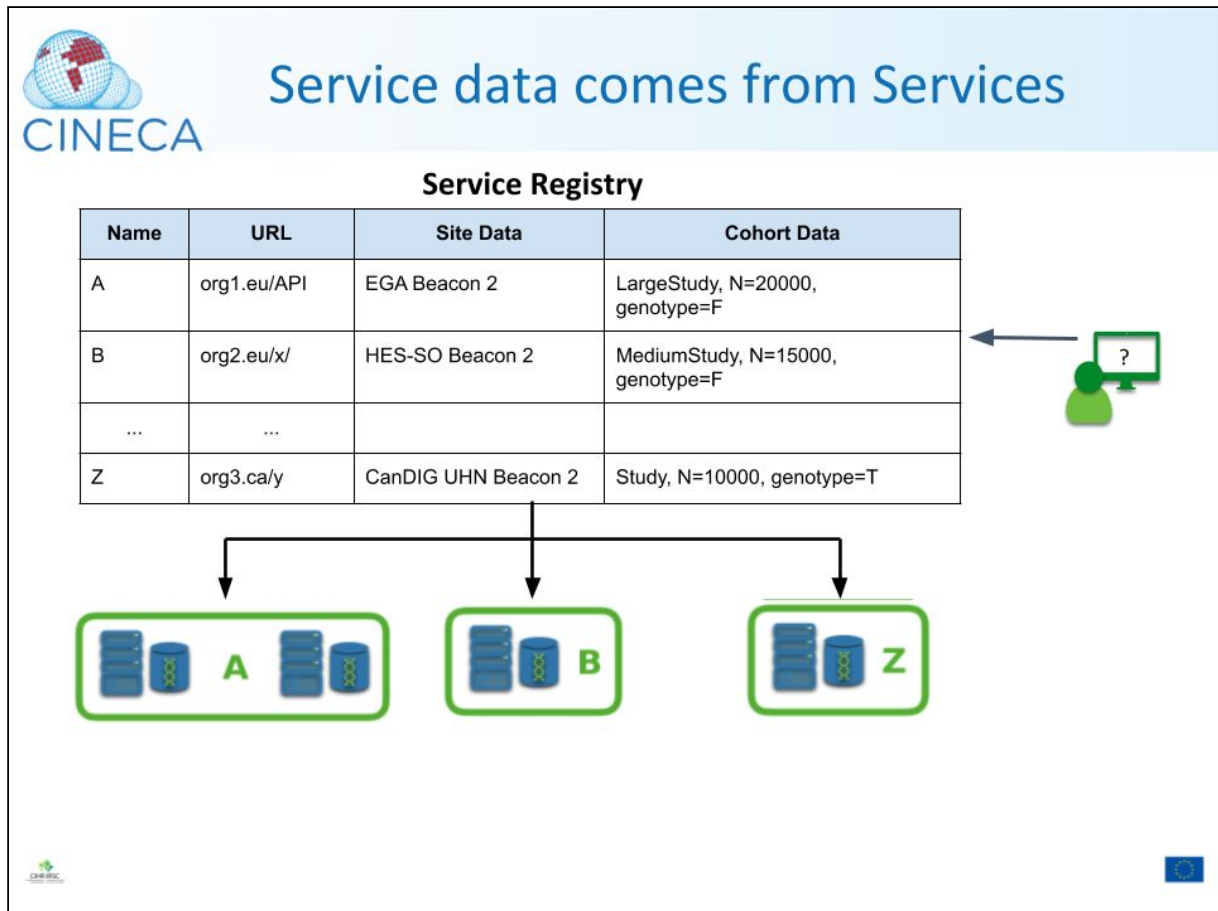 Service data comes from Services
CINECA
Service Registry
Name URL Site Data Cohort Data
A org1.eu/API EGA Beacon 2 LargeStudy, N=20000,
genotype=F
B org2.eu/x/ HES-SO Beacon 2 MediumStudy, N=15000,
genotype=F
... ...
Z org3.ca/y CanDIG UHN Beacon 2 Study, N=10000, genotype=T
?
A B Z